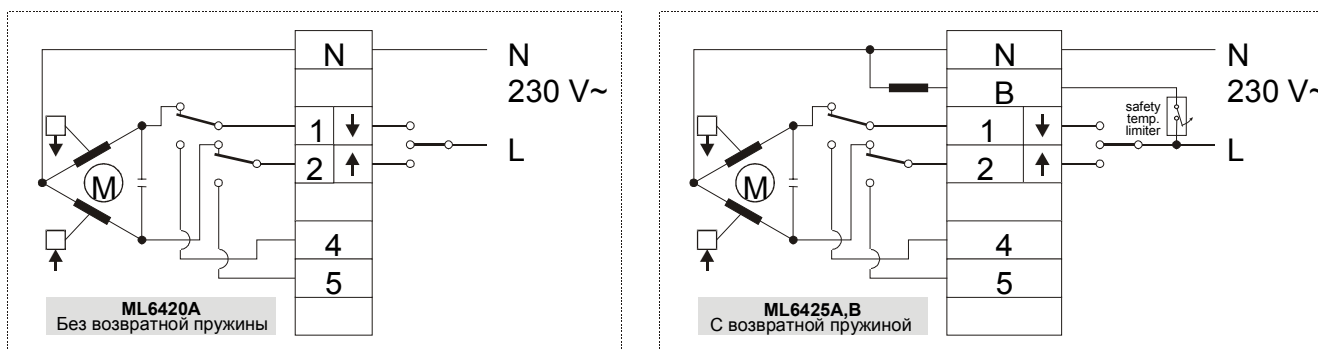 N
N
230 V~
1
2
L
4
5
M
ML6420A
Без возвратной пружины
N
N
230 V~
B
safety
temp.
limiter
1
2
L
4
5
M
ML6425A,B
С возвратной пружиной